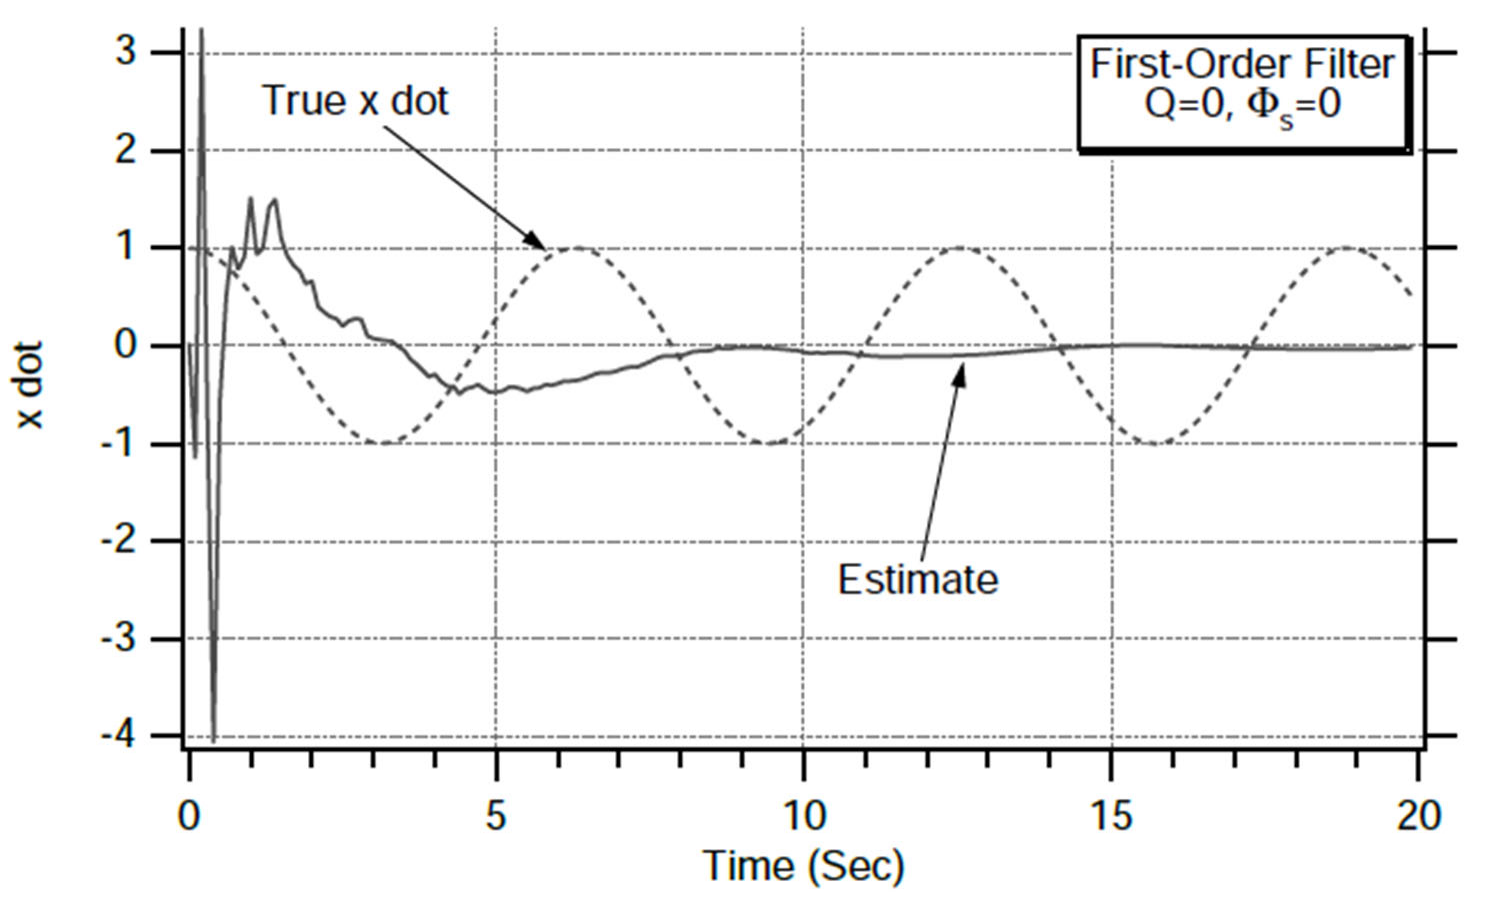 3
2
1
0
-1
-2
-3
-4
x dot
True x dot
First-Order Filter
Q=0, Φs=0
Estimate
0 5 10 15 20
Time (Sec)